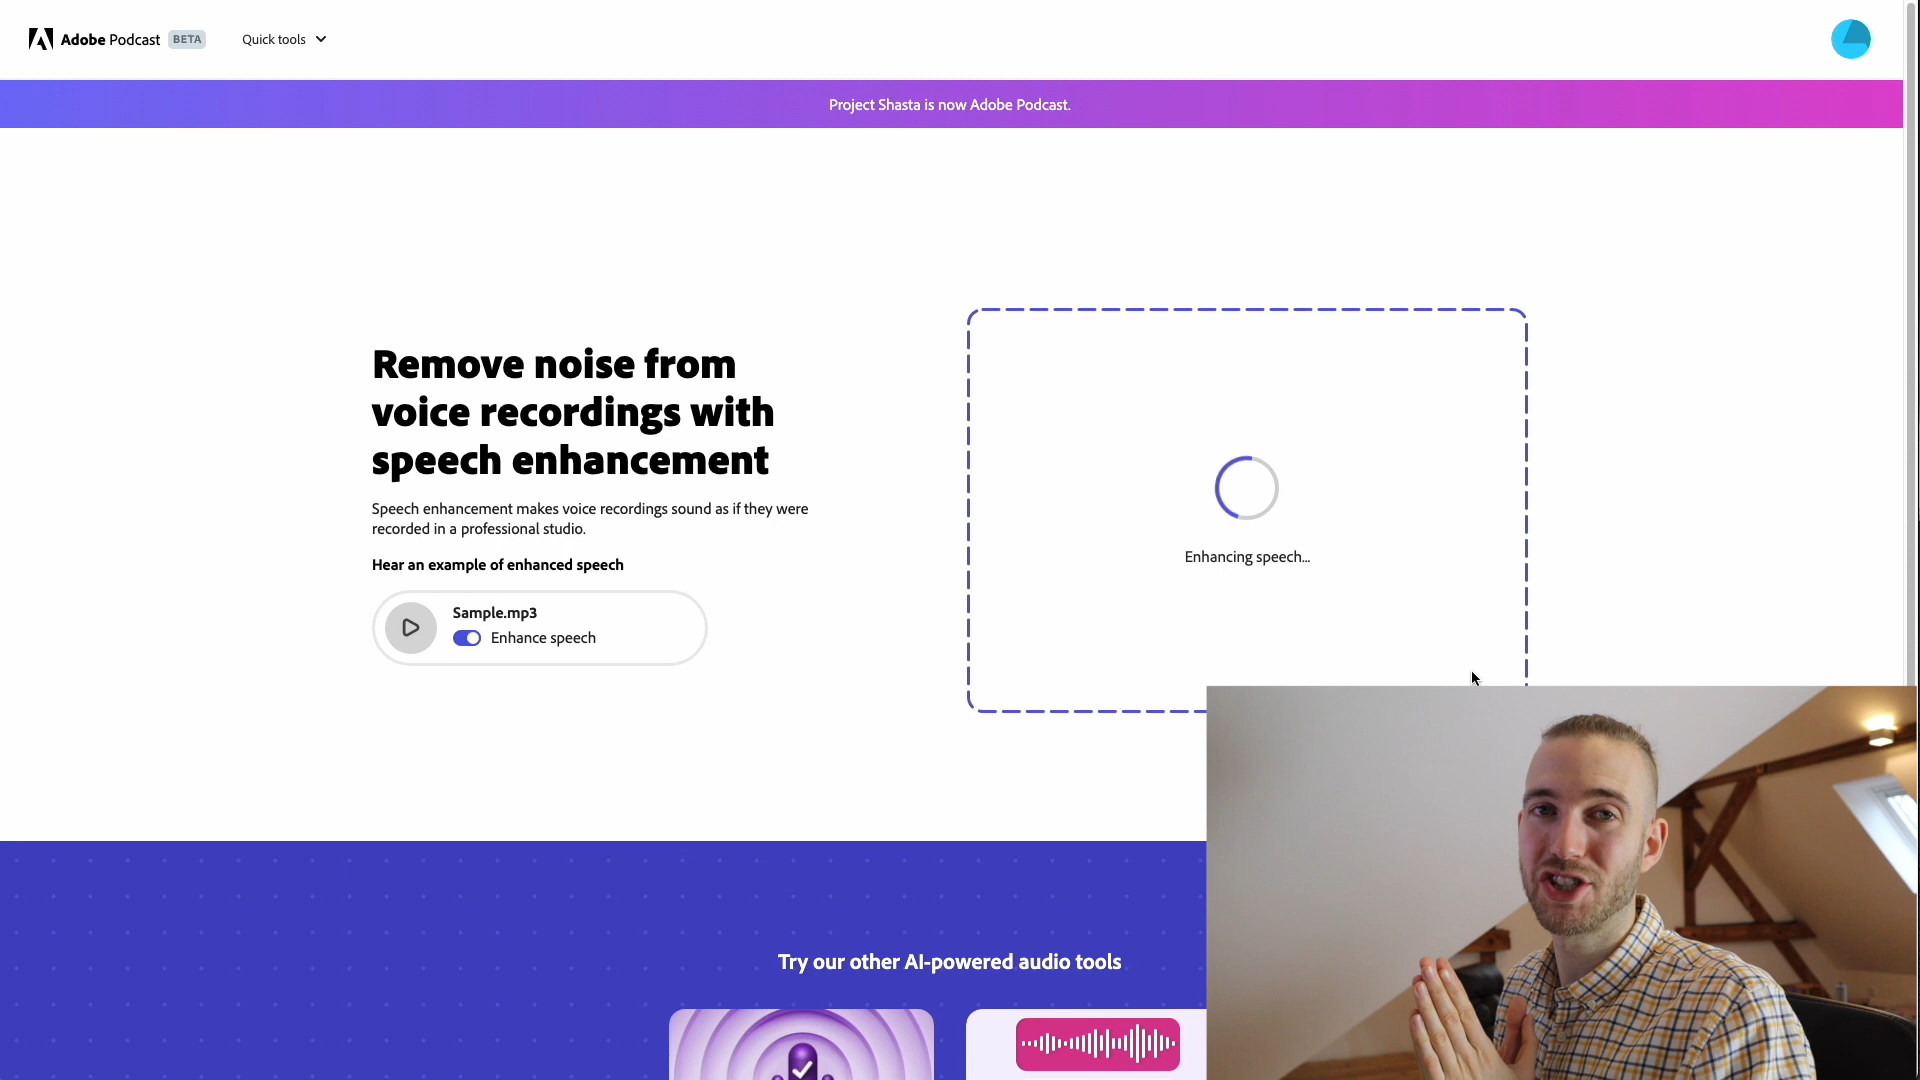 Adobe Podcast BETA
Quick tools
Project Shasta is now Adobe Podcast.
Remove noise from
voice recordings with
speech enhancement
Speech enhancement makes voice recordings sound as if they were
recorded in a professional studio.
Hear an example of enhanced speech
Sample.mp3
Enhance speech
Enhancing speech...
Try our other AI-powered audio tools